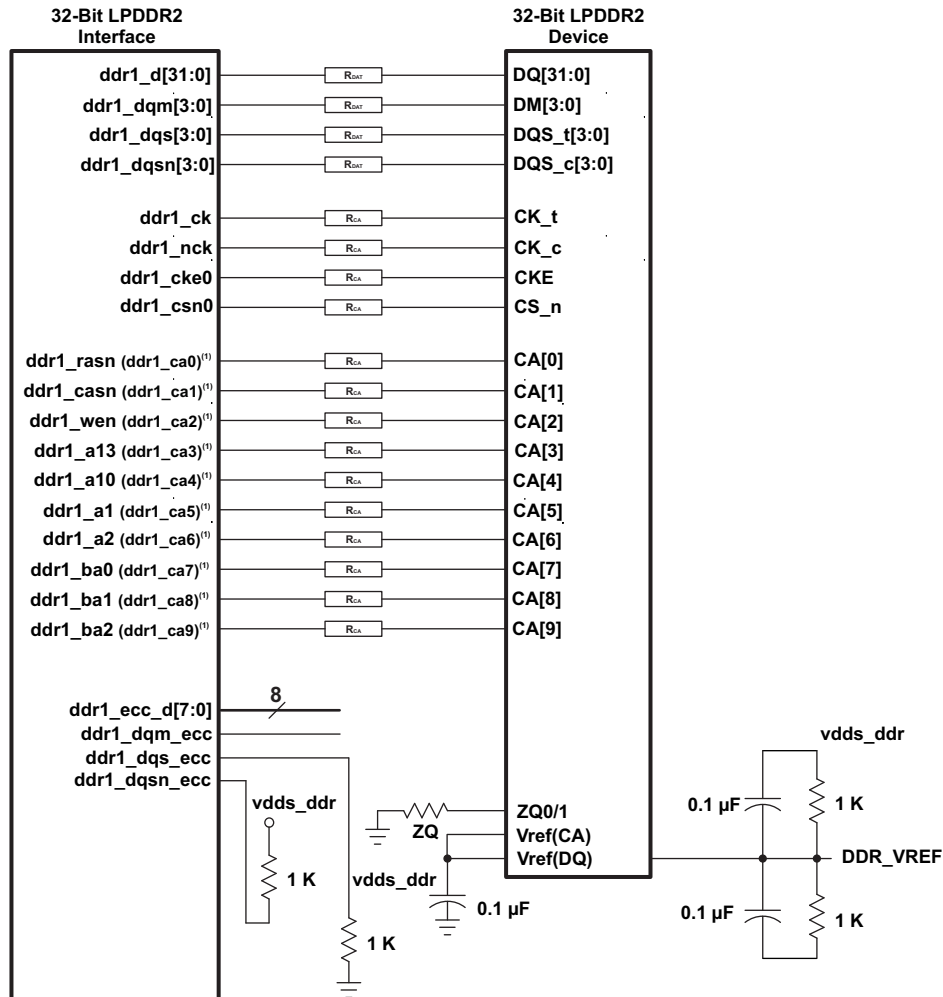 32-Bit LPDDR2
Interface
32-Bit LPDDR2
Device
ddr1_d[31:0] RDAT DQ[31:0]
ddr1_dqm[3:0] RDAT DM[3:0]
ddr1_dqs[3:0] RDAT DQS_t[3:0]
ddr1_dqsn[3:0] RDAT DQS_c[3:0]
ddr1_ck RCA CK_t
ddr1_nck RCA CK_c
ddr1_cke0 RCA CKE
ddr1_csn0 RCA CS_n
ddr1_rasn (ddr1_ca0)(1) RCA CA[0]
ddr1_casn (ddr1_ca1)(1) RCA CA[1]
ddr1_wen (ddr1_ca2)(1) RCA CA[2]
ddr1_a13 (ddr1_ca3)(1) RCA CA[3]
ddr1_a10 (ddr1_ca4)(1) RCA CA[4]
ddr1_a1 (ddr1_ca5)(1) RCA CA[5]
ddr1_a2 (ddr1_ca6)(1) RCA CA[6]
ddr1_ba0 (ddr1_ca7)(1) RCA CA[7]
ddr1_ba1 (ddr1_ca8)(1) RCA CA[8]
ddr1_ba2 (ddr1_ca9)(1) RCA CA[9]
ddr1_ecc_d[7:0] 8
ddr1_dqm_ecc
ddr1_dqs_ecc
ddr1_dqsn_ecc
vdds_ddr
1 K
1 K
ZQ
ZQ0/1
Vref(CA)
Vref(DQ)
vdds_ddr
0.1 µF
vdds_ddr
0.1 µF
1 K
DDR_VREF
0.1 µF
1 K